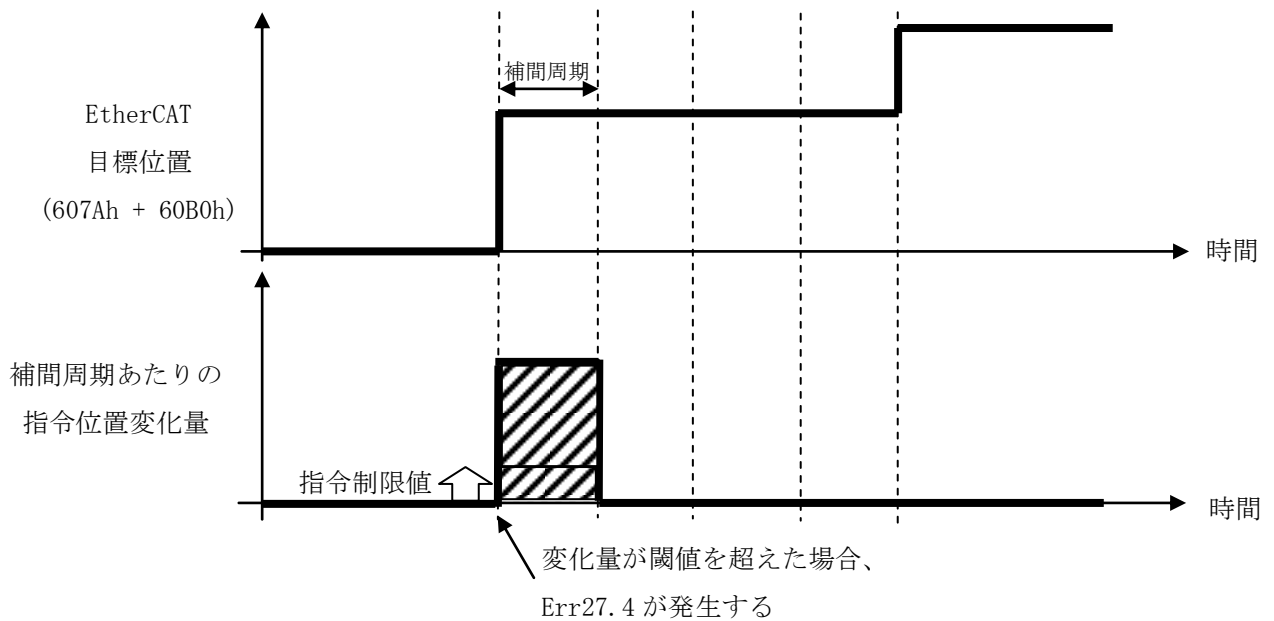 補間周期
EtherCAT
目標位置
(607Ah + 60B0h)
時間
補間周期あたりの
指令位置変化量
指令制限値
時間
変化量が閾値を超えた場合、
Err27.4 が発生する